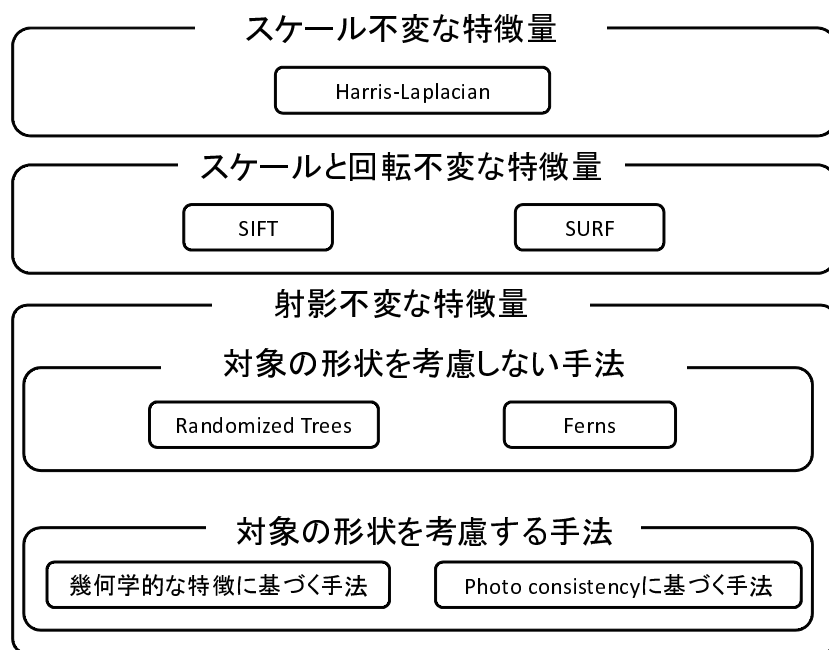 スケール不変な特徴量
Harris-Laplacian
スケールと回転不変な特徴量
SIFT
SURF
射影不変な特徴量
対象の形状を考慮しない手法
Randomized Trees
Ferns
対象の形状を考慮する手法
幾何学的な特徴に基づく手法
Photo consistencyに基づく手法